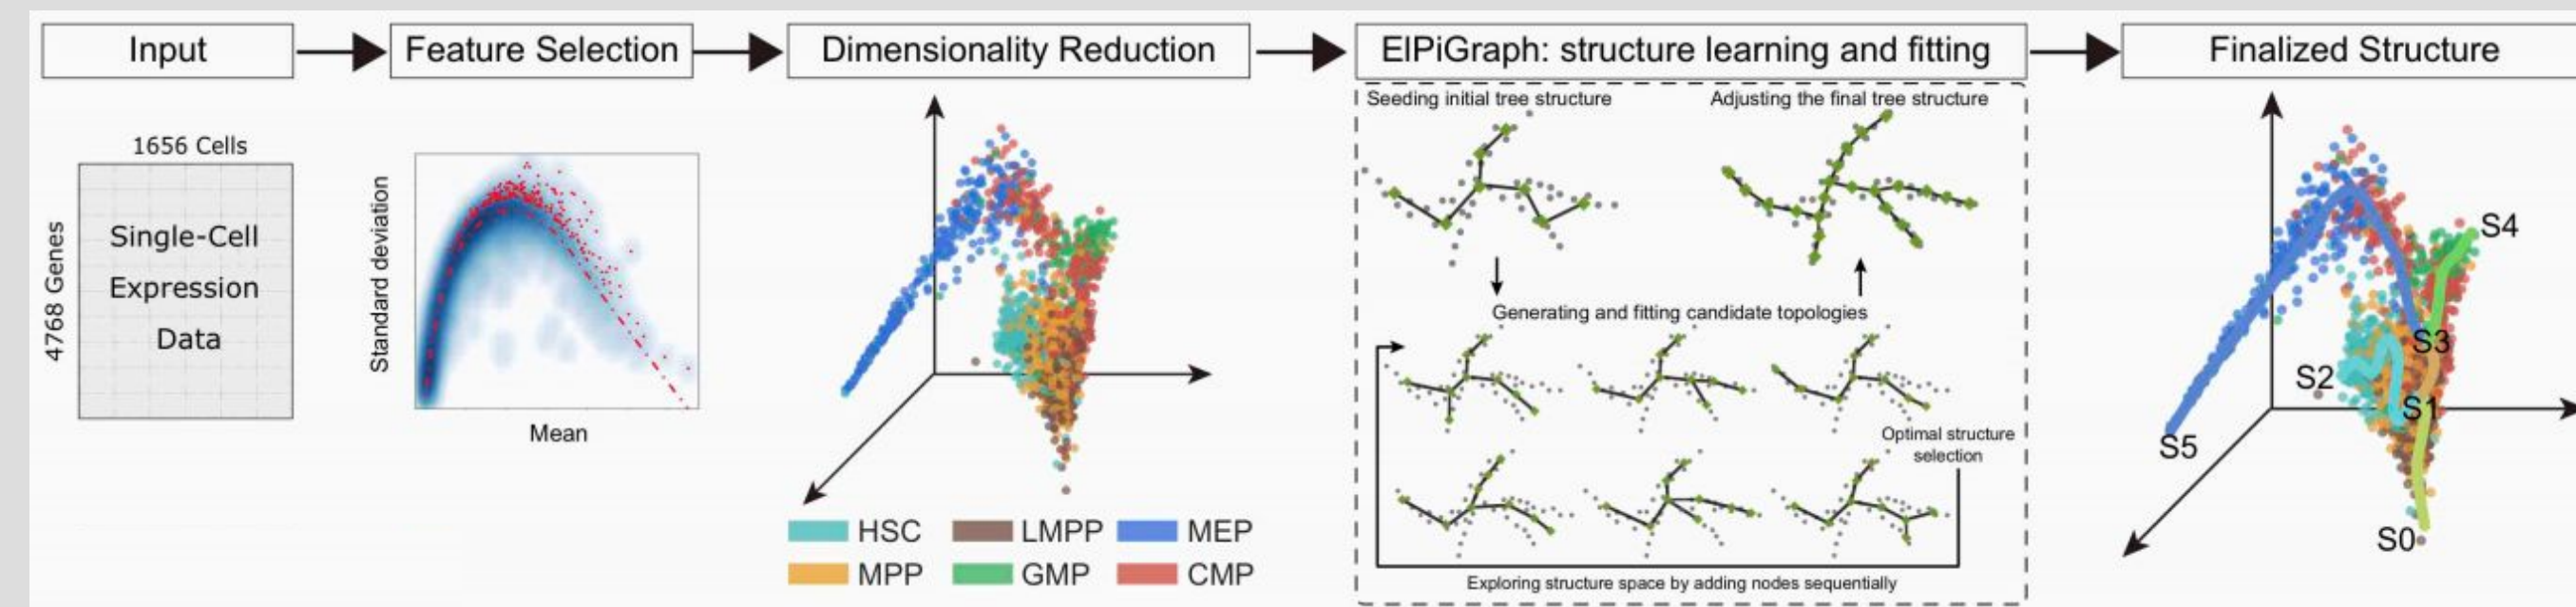 Input
Feature Selection
Dimensionality Reduction
ElPiGraph: structure learning and fitting
Finalized Structure
1656 Cells
4768 Genes
Single-Cell
Expression
Data
Standard deviation
Mean
HSC
LMPP
MEP
MPP
GMP
CMP
Seeding initial tree structure
Adjusting the final tree structure
Generating and fitting candidate topologies
Optimal structure
selection
Exploring structure space by adding nodes sequentially
S4
S3
S2
S1
S5
S0